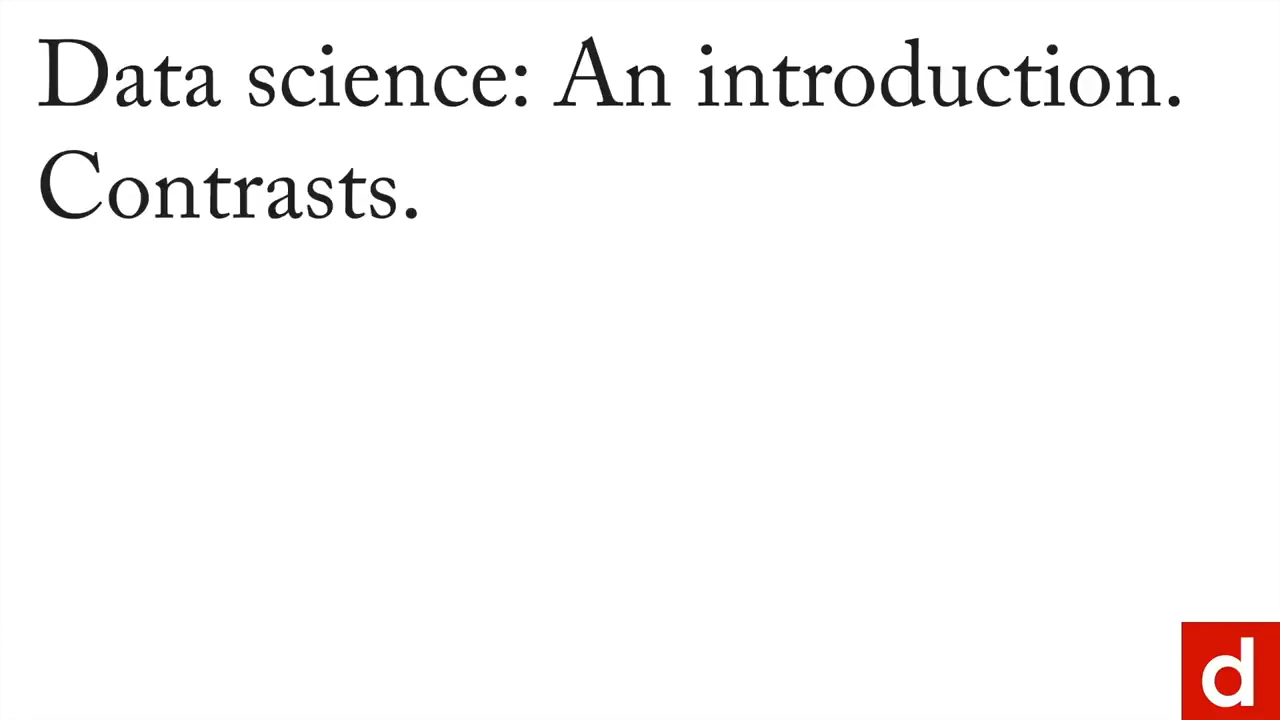 Data science: An introduction.
Contrasts.
d